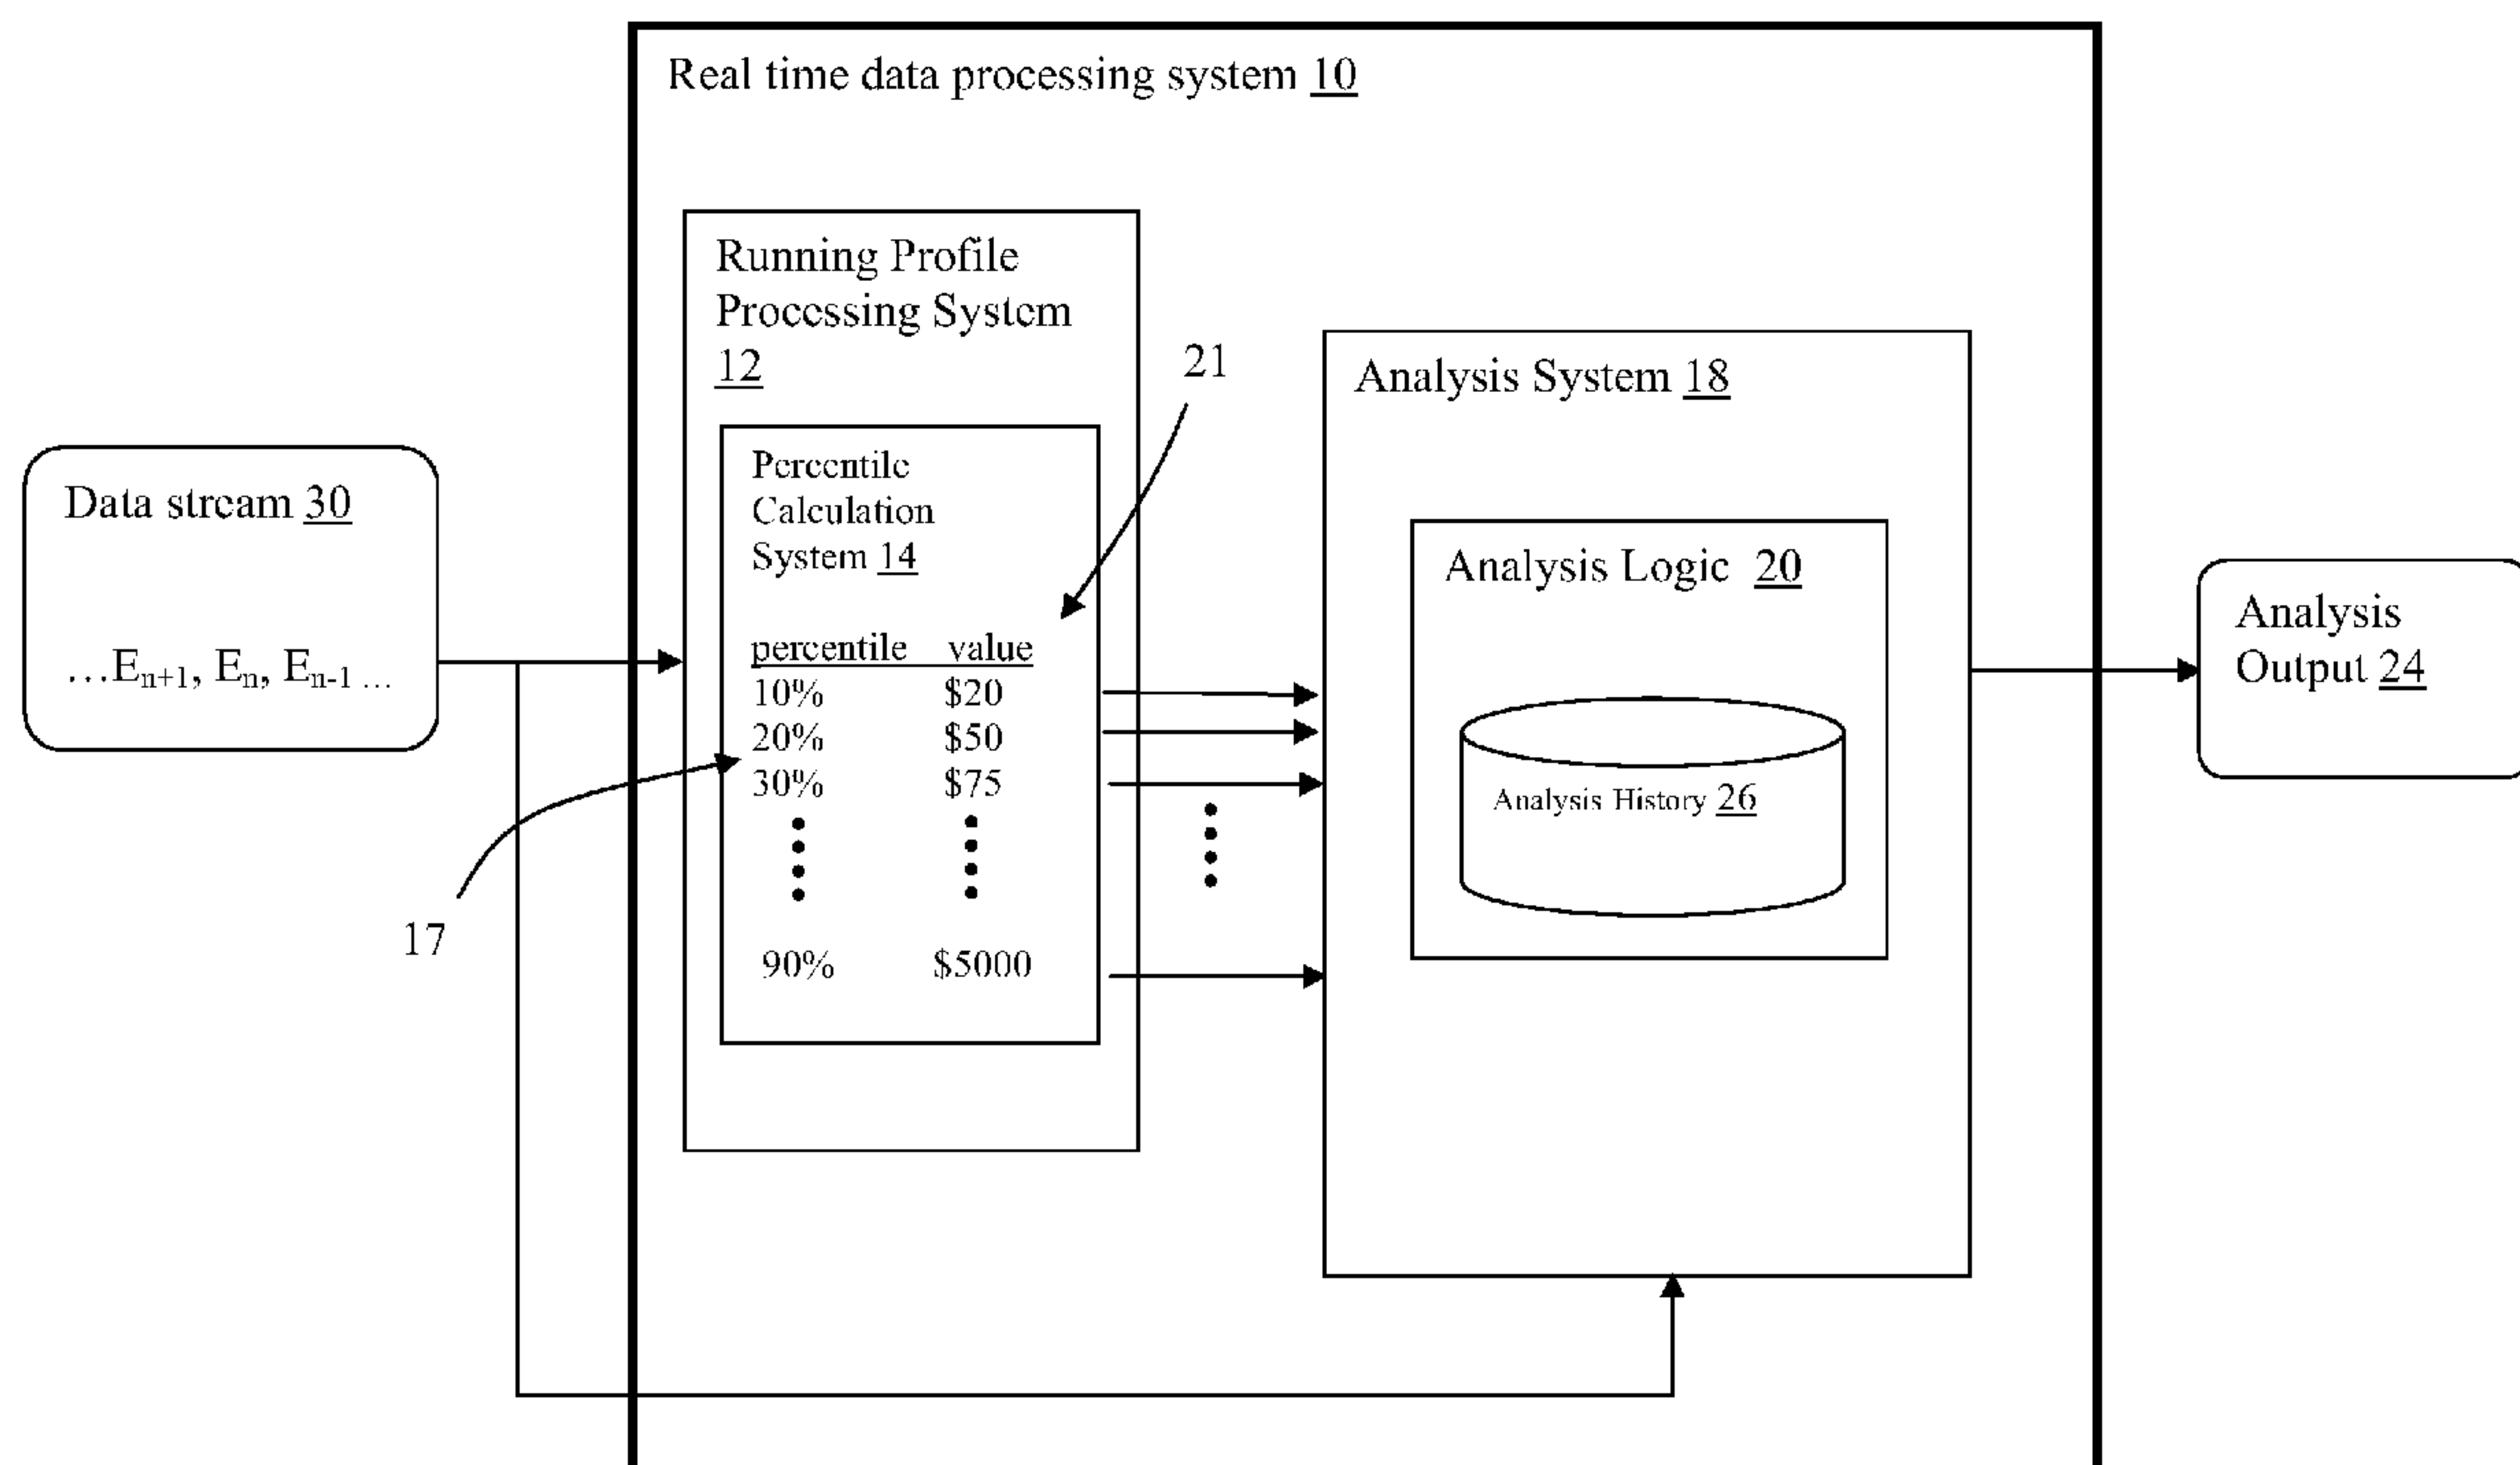 Real time data processing system 10
Running Profile
Processing System
12
21
Analysis System 18
Data stream 30
…En+1, En, En-1 …
Percentile
Calculation
System 14
percentile value
10% $20
20% $50
30% $75
90% $5000
17
Analysis Logic 20
Analysis History 26
Analysis
Output 24